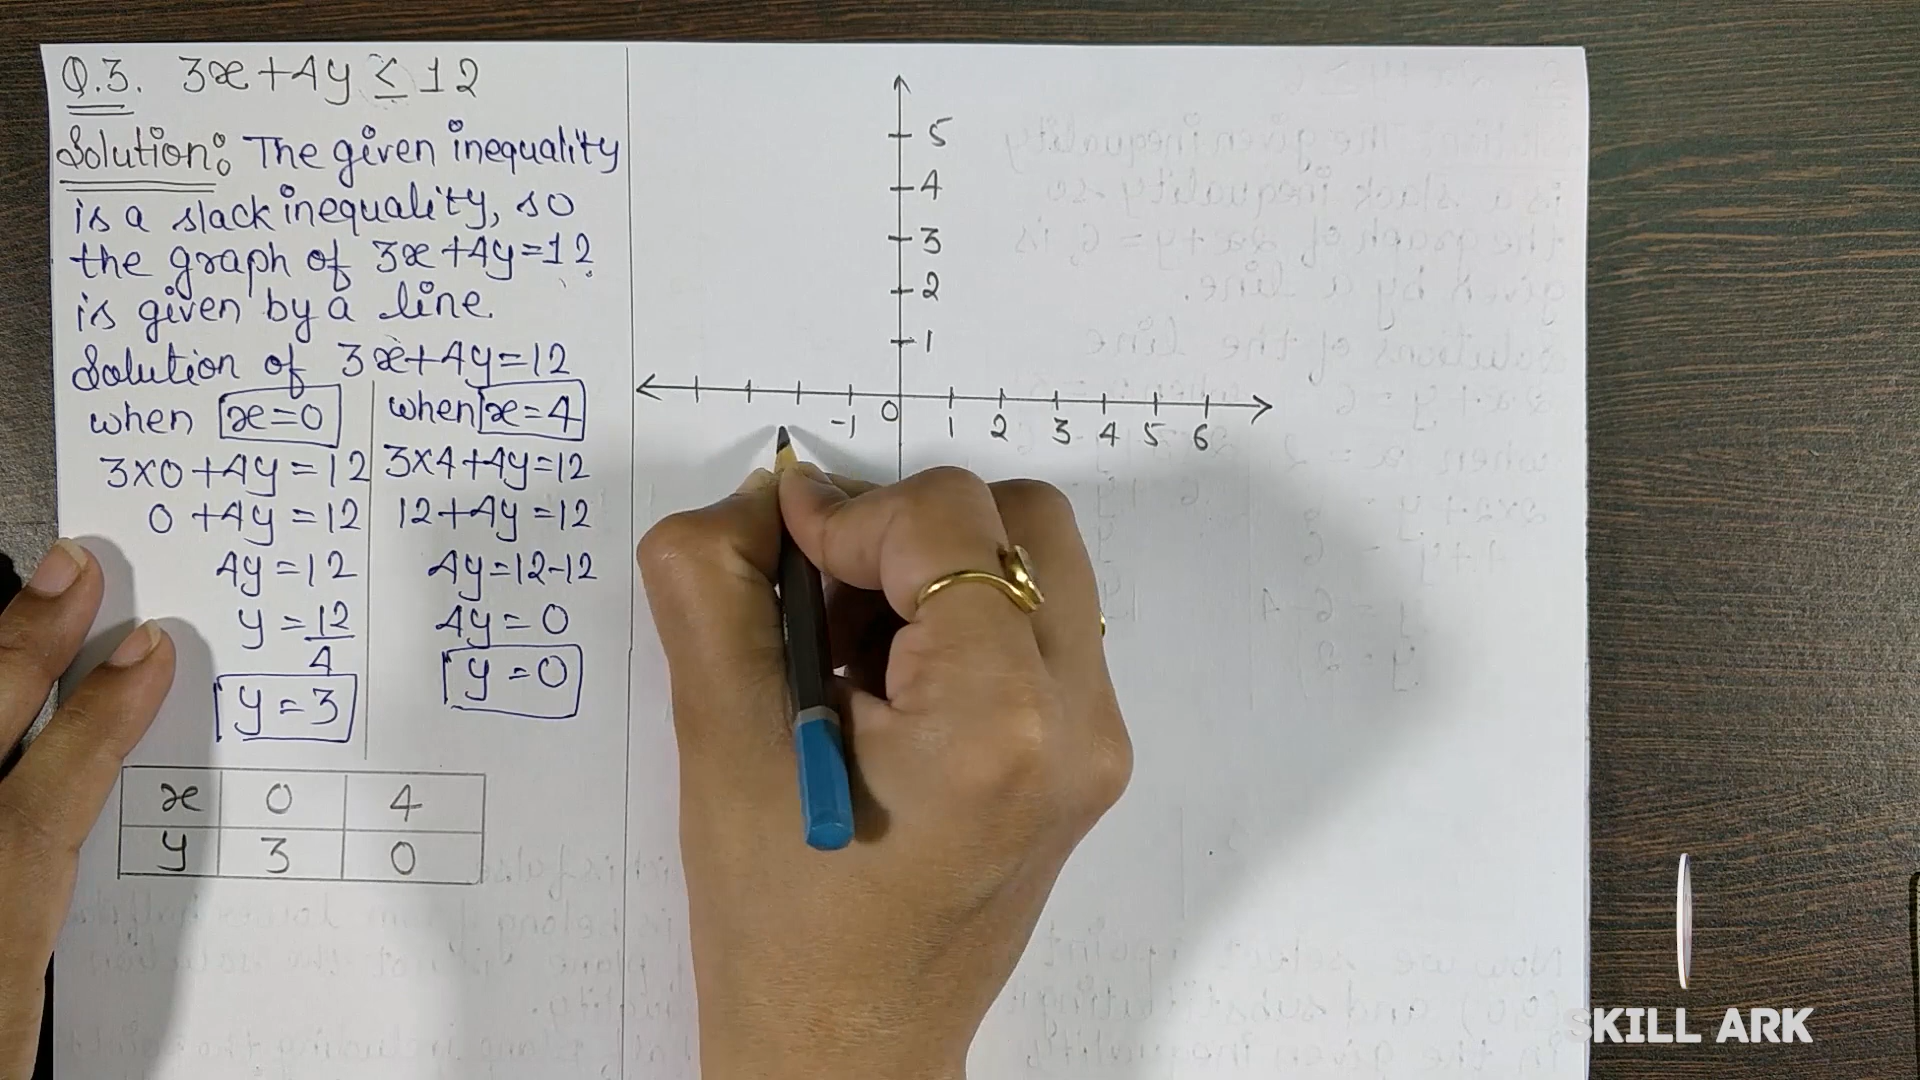 Q.3. 3x+4y ≤ 12
Solution: The given inequality
is a slack inequality, so
the graph of 3x+4y=12
is given by a line.
Solution of 3x+4y=12
when x=0
3×0+4y=12
0+4y=12
4y=12
y=12/4
y=3
when x=4
3×4+4y=12
12+4y=12
4y=12-12
4y=0
y=0
x 0 4
y 3 0
5
4
3
2
1
-1 0 1 2 3 4 5 6
SKILL ARK